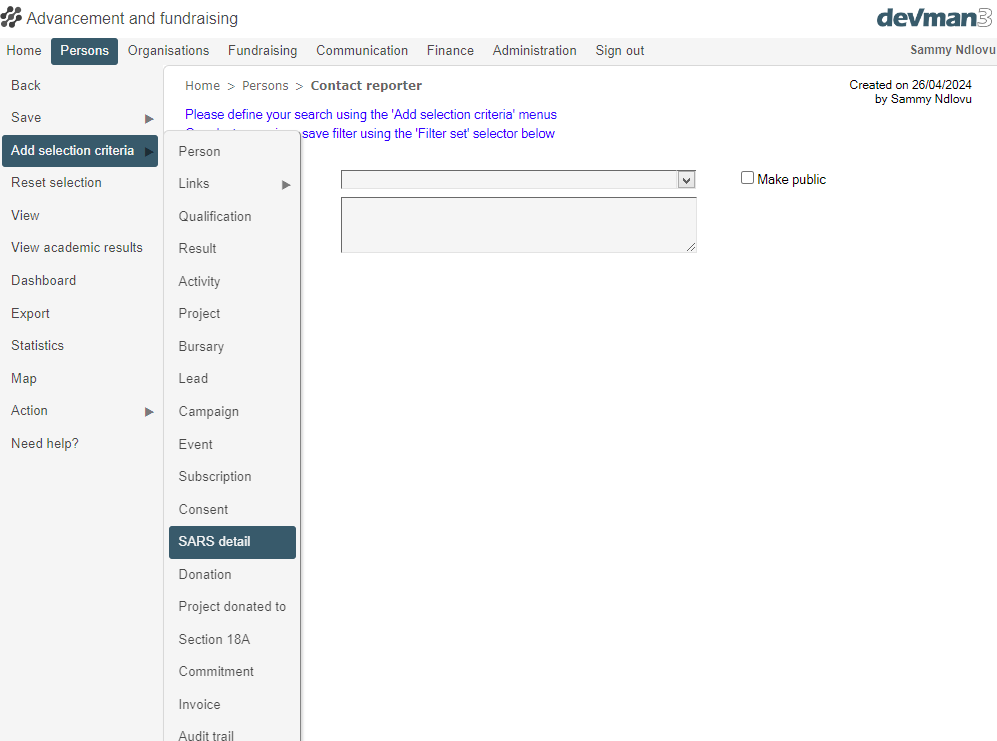 Advancement and fundraising
devman3
Home Persons Organisations Fundraising Communication Finance Administration Sign out Sammy Ndlovu
Back
Save
Add selection criteria
Reset selection
View
View academic results
Dashboard
Export
Statistics
Map
Action
Need help?
Home > Persons > Contact reporter
Created on 26/04/2024
by Sammy Ndlovu
Please define your search using the 'Add selection criteria' menus
save filter using the 'Filter set' selector below
Make public
Person
Links
Qualification
Result
Activity
Project
Bursary
Lead
Campaign
Event
Subscription
Consent
SARS detail
Donation
Project donated to
Section 18A
Commitment
Invoice
Audit trail